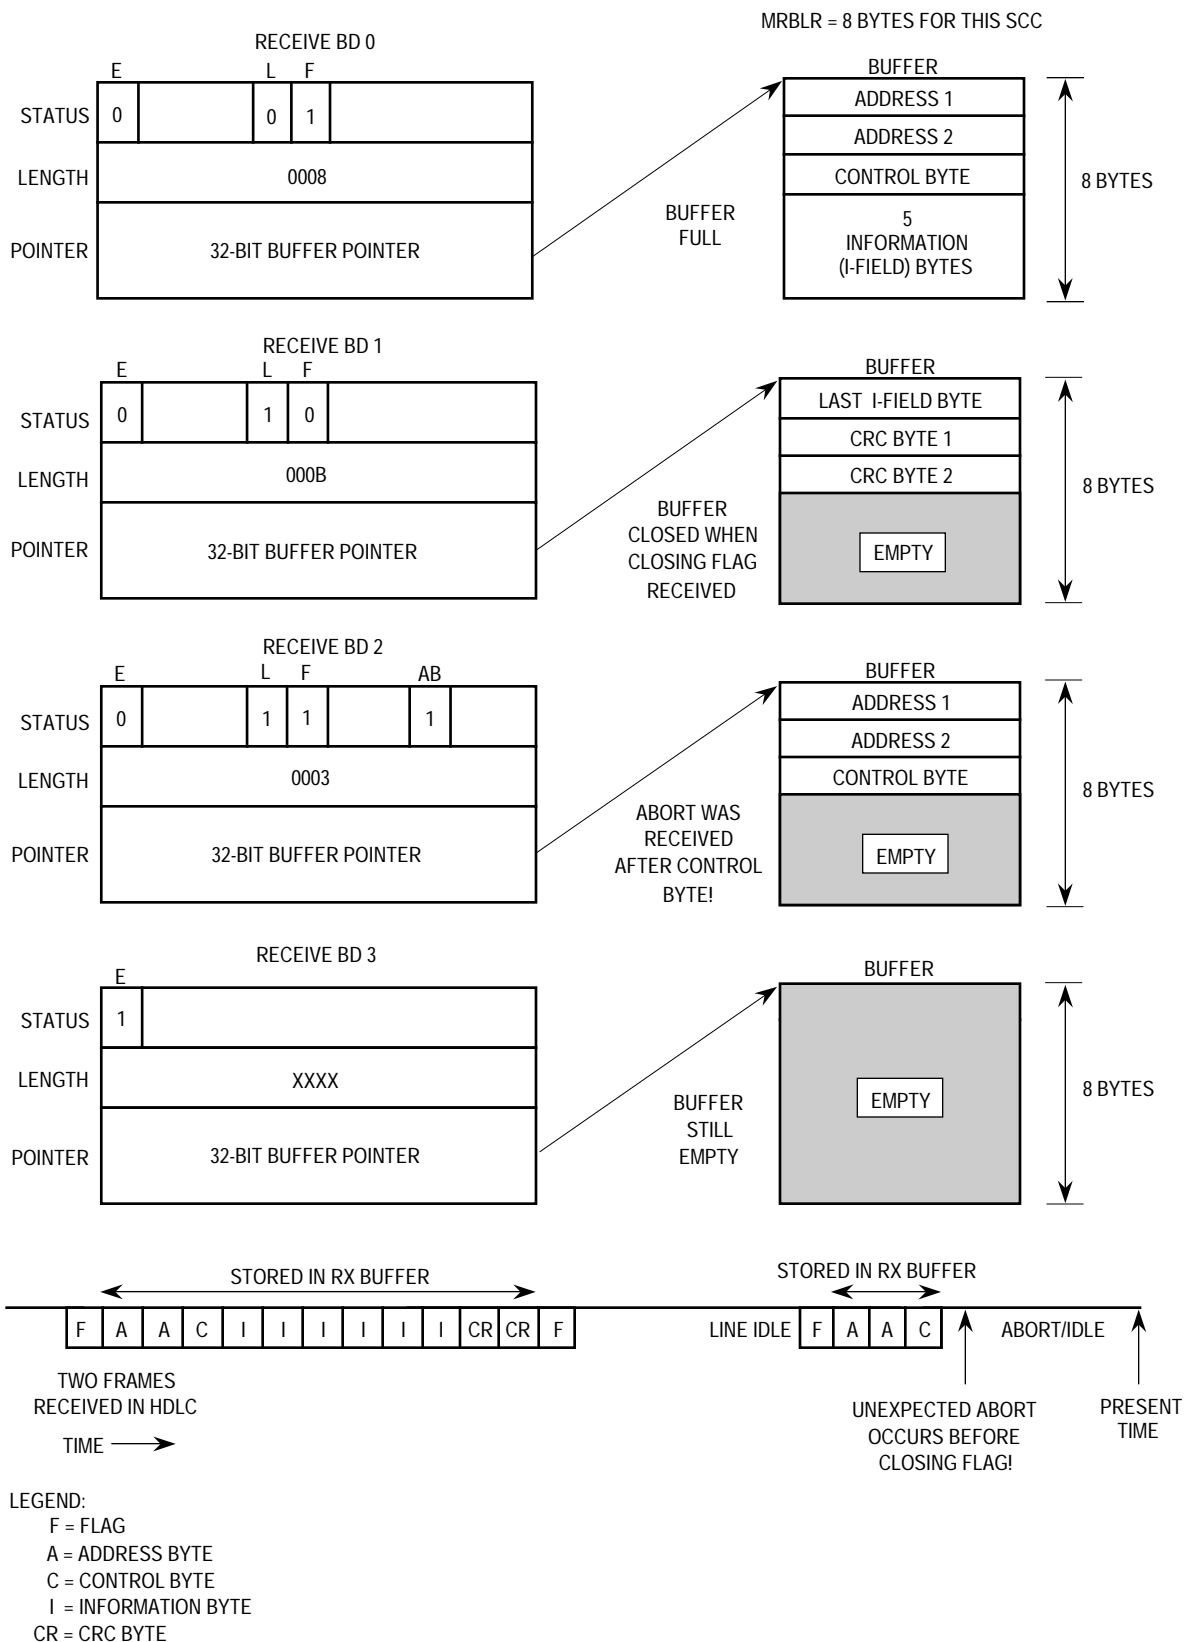 MRBLR = 8 BYTES FOR THIS SCC
RECEIVE BD 0
E L F
STATUS 0 0 1
LENGTH 0008
POINTER 32-BIT BUFFER POINTER
BUFFER
FULL
BUFFER
ADDRESS 1
ADDRESS 2
CONTROL BYTE
5
INFORMATION
(I-FIELD) BYTES
8 BYTES
RECEIVE BD 1
E L F
STATUS 0 1 0
LENGTH 000B
POINTER 32-BIT BUFFER POINTER
BUFFER
CLOSED WHEN
CLOSING FLAG
RECEIVED
BUFFER
LAST I-FIELD BYTE
CRC BYTE 1
CRC BYTE 2
EMPTY
8 BYTES
RECEIVE BD 2
E L F AB
STATUS 0 1 1 1
LENGTH 0003
POINTER 32-BIT BUFFER POINTER
ABORT WAS
RECEIVED
AFTER CONTROL
BYTE!
BUFFER
ADDRESS 1
ADDRESS 2
CONTROL BYTE
EMPTY
8 BYTES
RECEIVE BD 3
E
STATUS 1
LENGTH XXXX
POINTER 32-BIT BUFFER POINTER
BUFFER
STILL
EMPTY
BUFFER
EMPTY
8 BYTES
STORED IN RX BUFFER STORED IN RX BUFFER
F A A C I I I I I I CR CR F LINE IDLE F A A C ABORT/IDLE
TWO FRAMES
RECEIVED IN HDLC
TIME
UNEXPECTED ABORT
OCCURS BEFORE
CLOSING FLAG!
PRESENT
TIME
LEGEND:
F = FLAG
A = ADDRESS BYTE
C = CONTROL BYTE
I = INFORMATION BYTE
CR = CRC BYTE